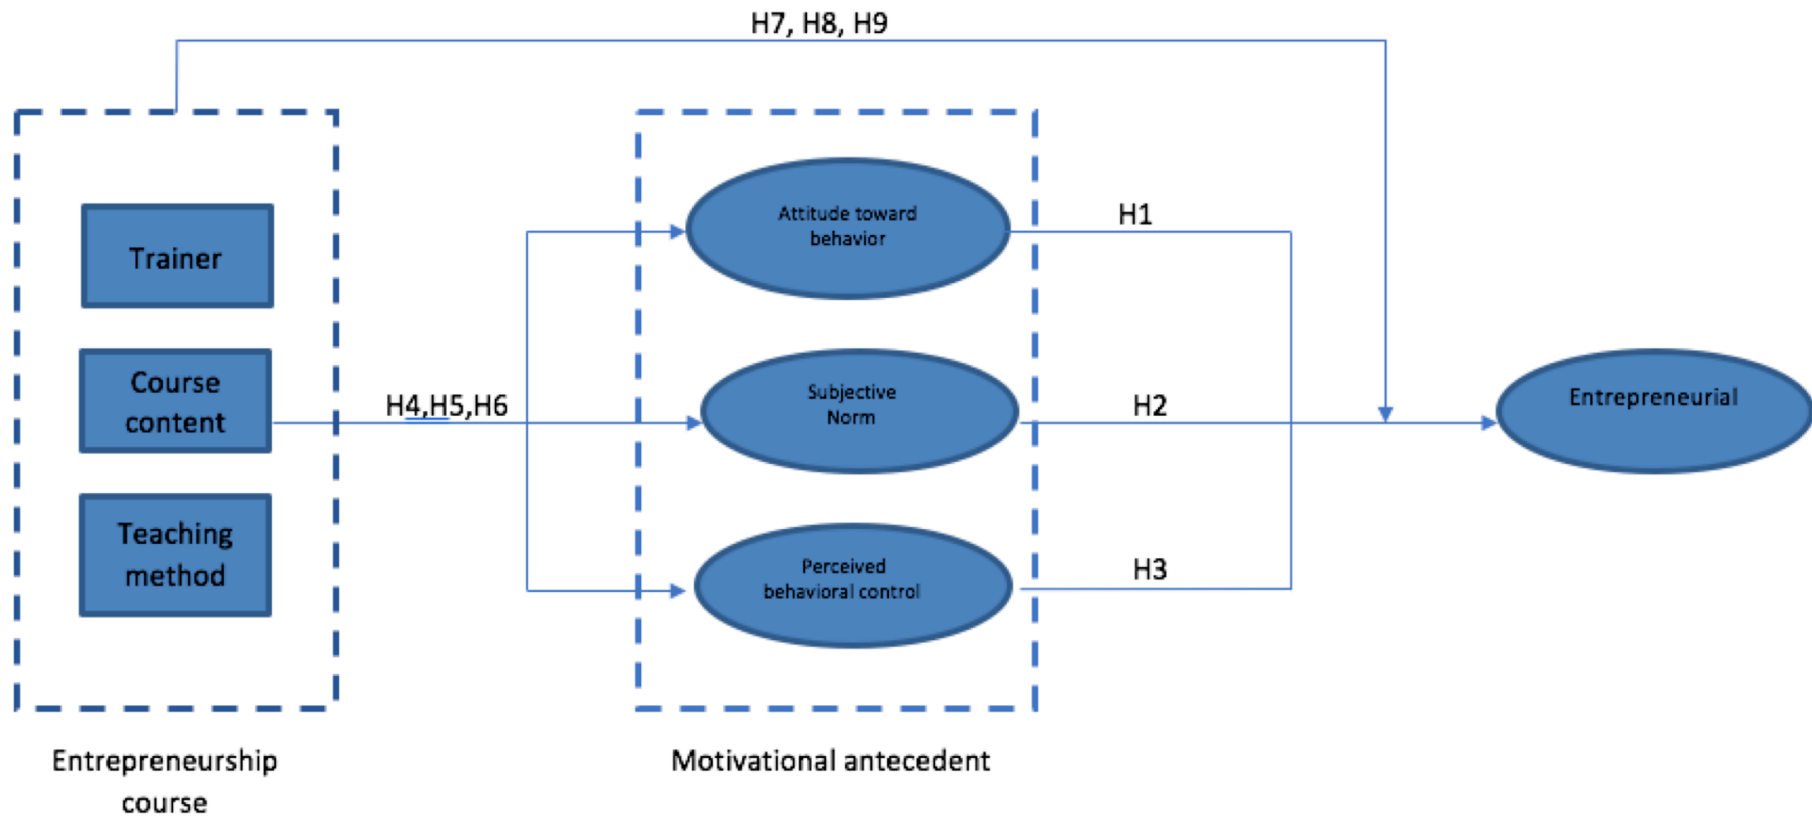 H7, H8, H9
Trainer
Course
content
Teaching
method
Entrepreneurship
course
H4,H5,H6
Attitude toward
behavior
Subjective
Norm
Perceived
behavioral control
Motivational antecedent
H1
H2
H3
Entrepreneurial